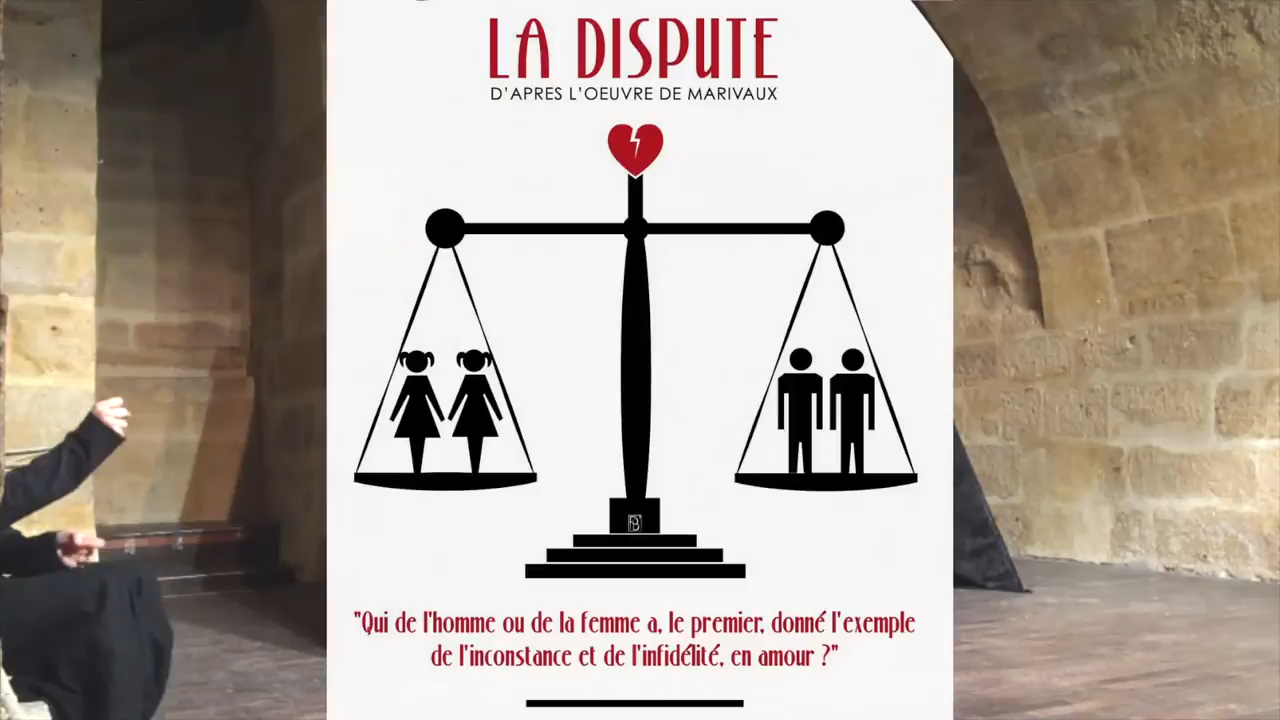 LA DISPUTE
D'APRES L'OEUVRE DE MARIVAUX
"Qui de l'homme ou de la femme a, le premier, donné l'exemple
de l'inconstance et de l'infidélité, en amour ?"